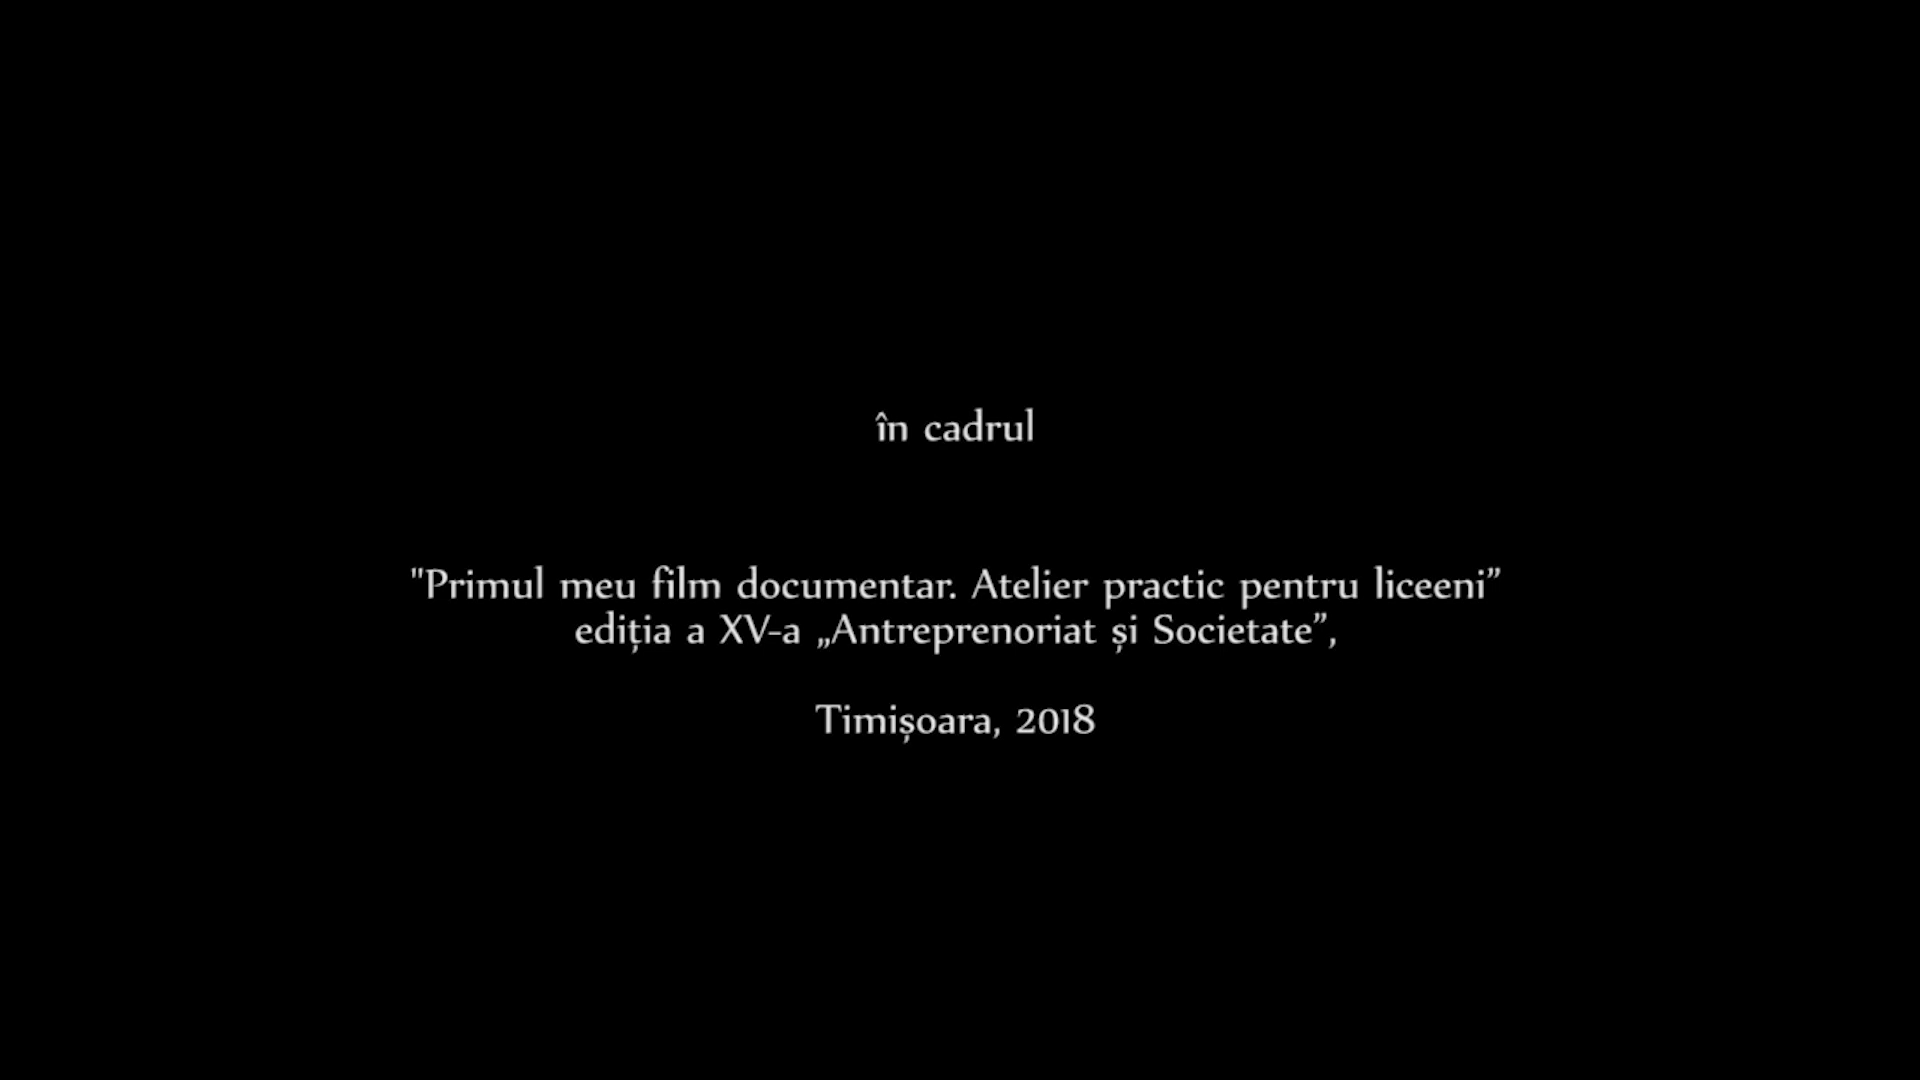 în cadrul
"Primul meu film documentar. Atelier practic pentru liceeni”
ediția a XV-a „Antreprenoriat și Societate”,
Timișoara, 2018